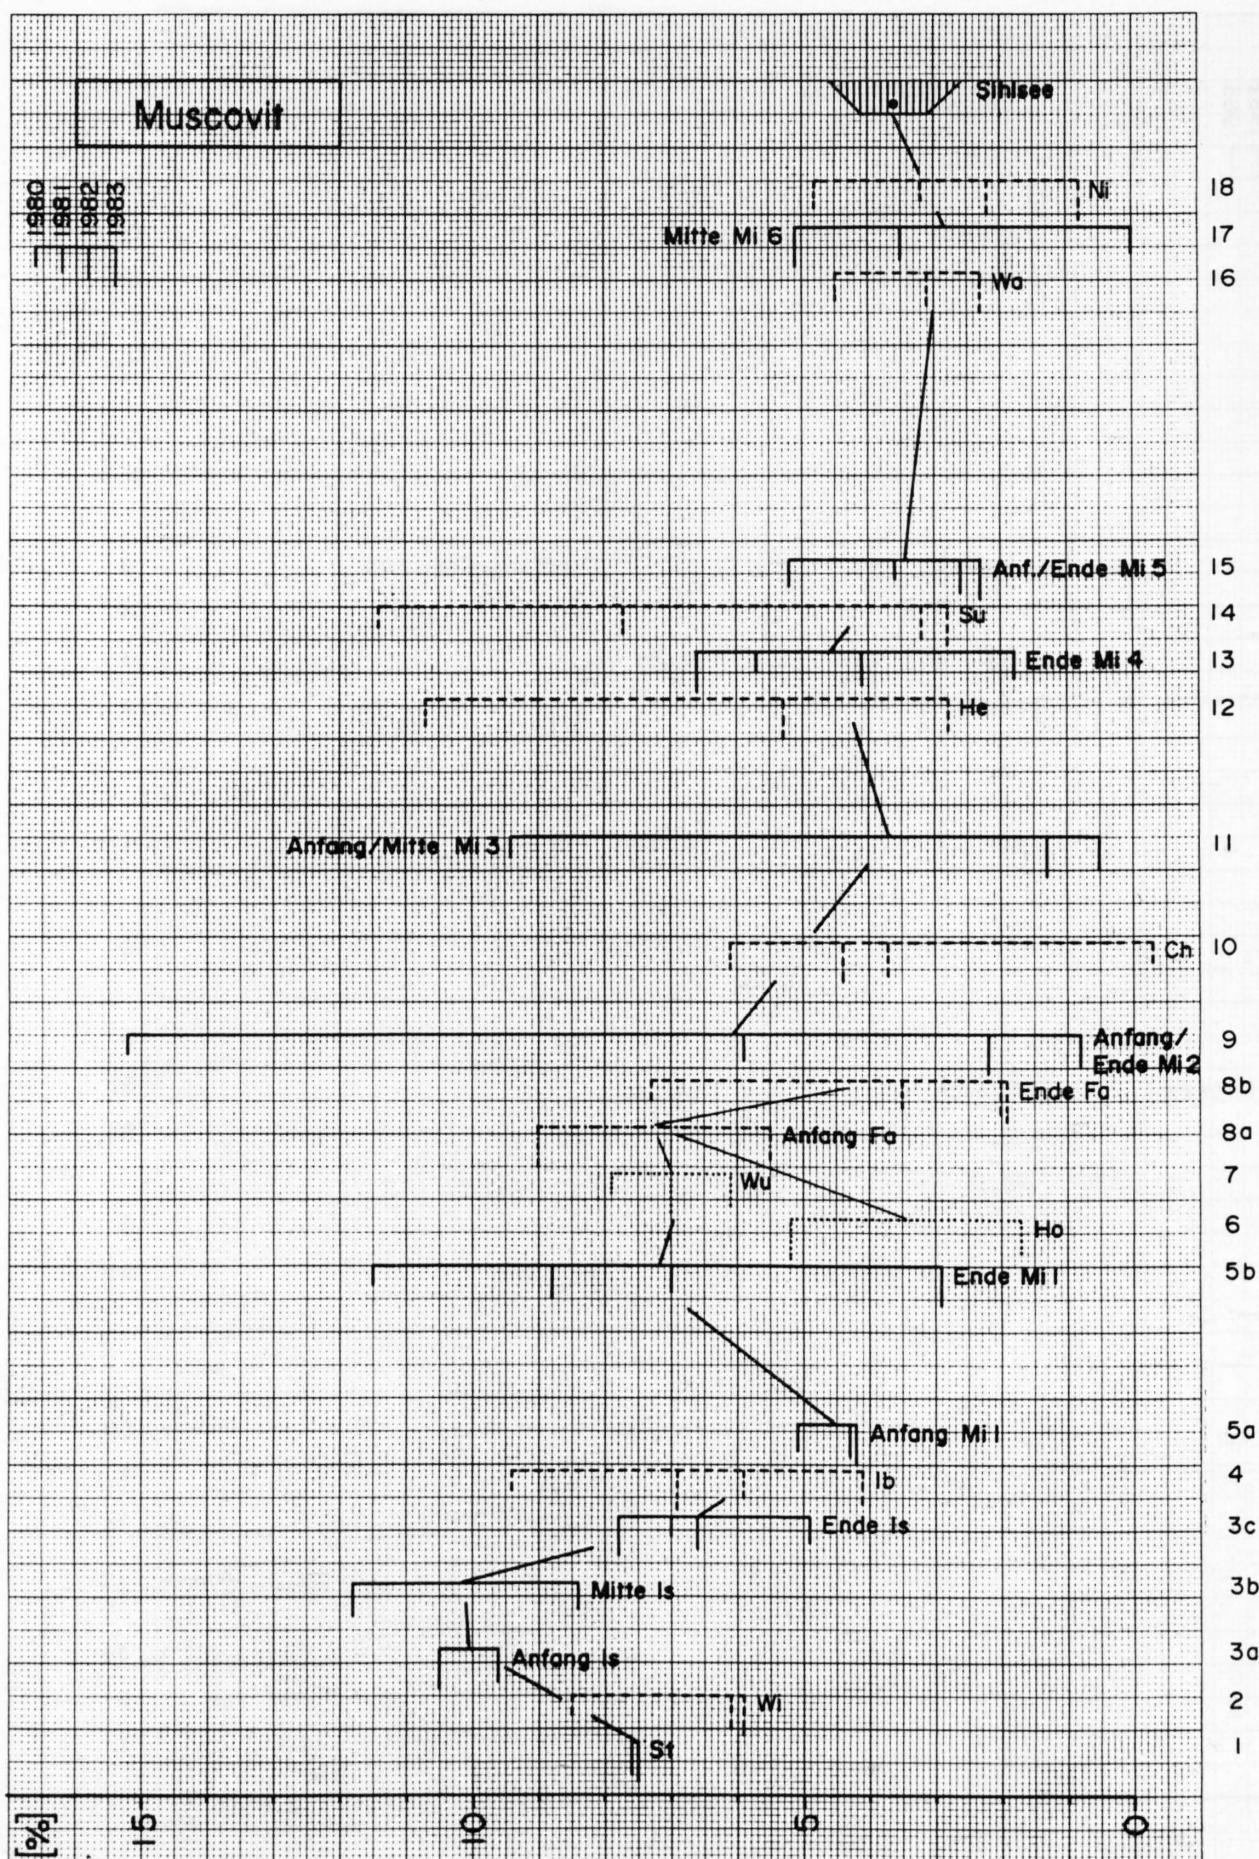 Muscovit
Sihlsee
1980
1981
1982
1983
Ni 18
Mitte Mi 6 17
Wa 16
Anf./Ende Mi 5 15
Su 14
Ende Mi 4 13
He 12
Anfang/Mitte Mi 3 11
Ch 10
Anfang/ 9
Ende Mi 2
Ende Fa 8b
Anfang Fa 8a
Wu 7
Ho 6
Ende Mi 1 5b
Anfang Mi 1 5a
Ib 4
Ende Is 3c
Mitte Is 3b
Anfang Is 3a
Wi 2
St 1
[%] 15 10 5 0